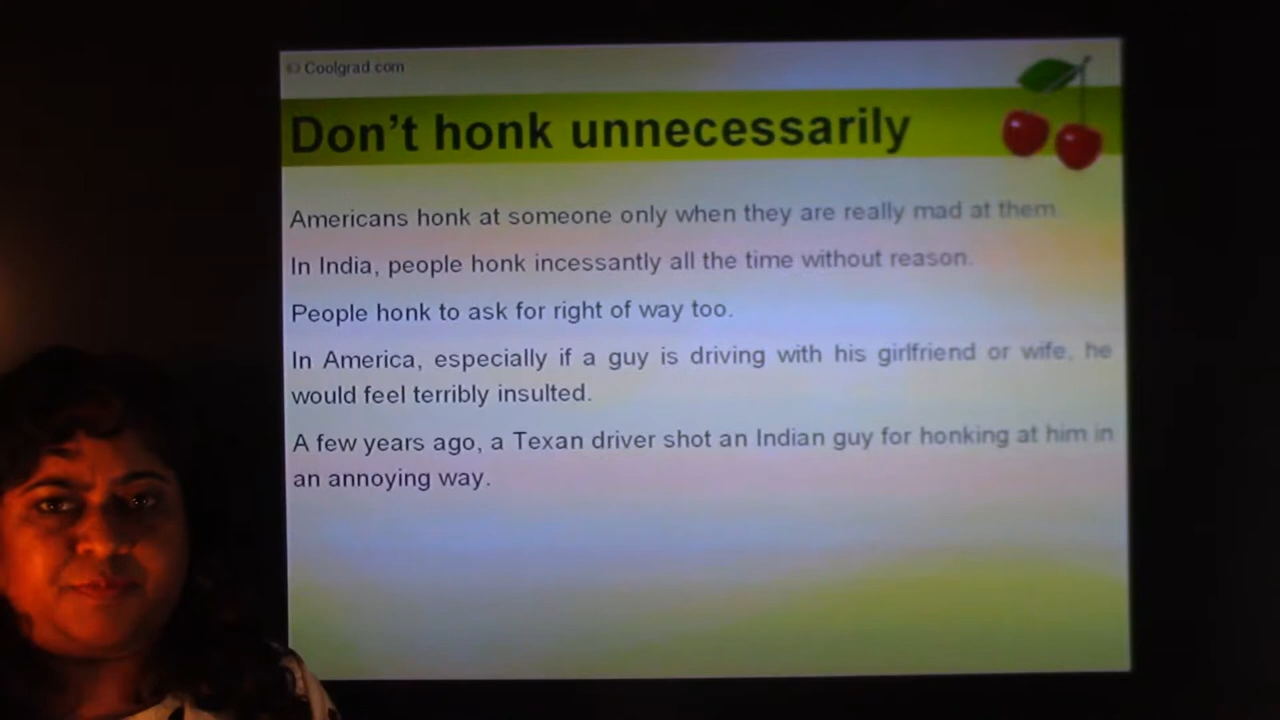 © Coolgrad.com
Don't honk unnecessarily
Americans honk at someone only when they are really mad at them.
In India, people honk incessantly all the time without reason.
People honk to ask for right of way too.
In America, especially if a guy is driving with his girlfriend or wife, he
would feel terribly insulted.
A few years ago, a Texan driver shot an Indian guy for honking at him in
an annoying way.